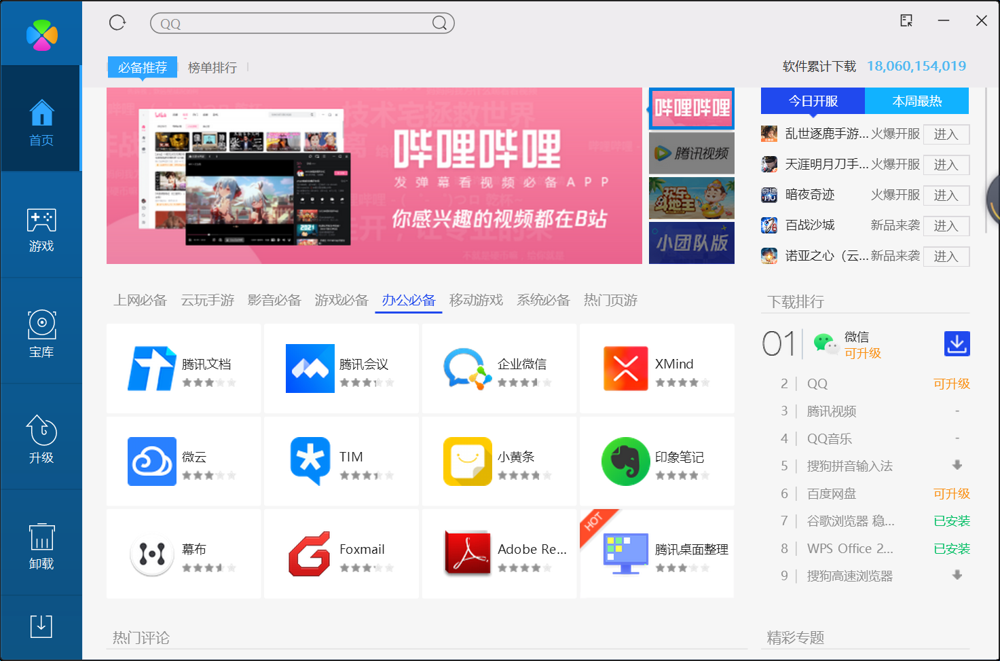 QQ
必备推荐
榜单排行
软件累计下载 18,060,154,019
首页
游戏
宝库
升级
卸载
哔哩哔哩
发弹幕看视频必备APP
你感兴趣的视频都在B站
哔哩哔哩
腾讯视频
欢乐斗地主
小团队版
今日开服
本周最热
乱世逐鹿手游... 火爆开服 进入
天涯明月刀手... 火爆开服 进入
暗夜奇迹 火爆开服 进入
百战沙城 新品来袭 进入
诺亚之心（云... 新品来袭 进入
上网必备 云玩手游 影音必备 游戏必备 办公必备 移动游戏 系统必备 热门页游
腾讯文档
腾讯会议
企业微信
XMind
微云
TIM
小黄条
印象笔记
幕布
Foxmail
Adobe Re...
HOT
腾讯桌面整理
下载排行
01 微信
可升级
2 QQ 可升级
3 腾讯视频 -
4 QQ音乐 -
5 搜狗拼音输入法
6 百度网盘 可升级
7 谷歌浏览器 稳... 已安装
8 WPS Office 2... 已安装
9 搜狗高速浏览器
热门评论
精彩专题